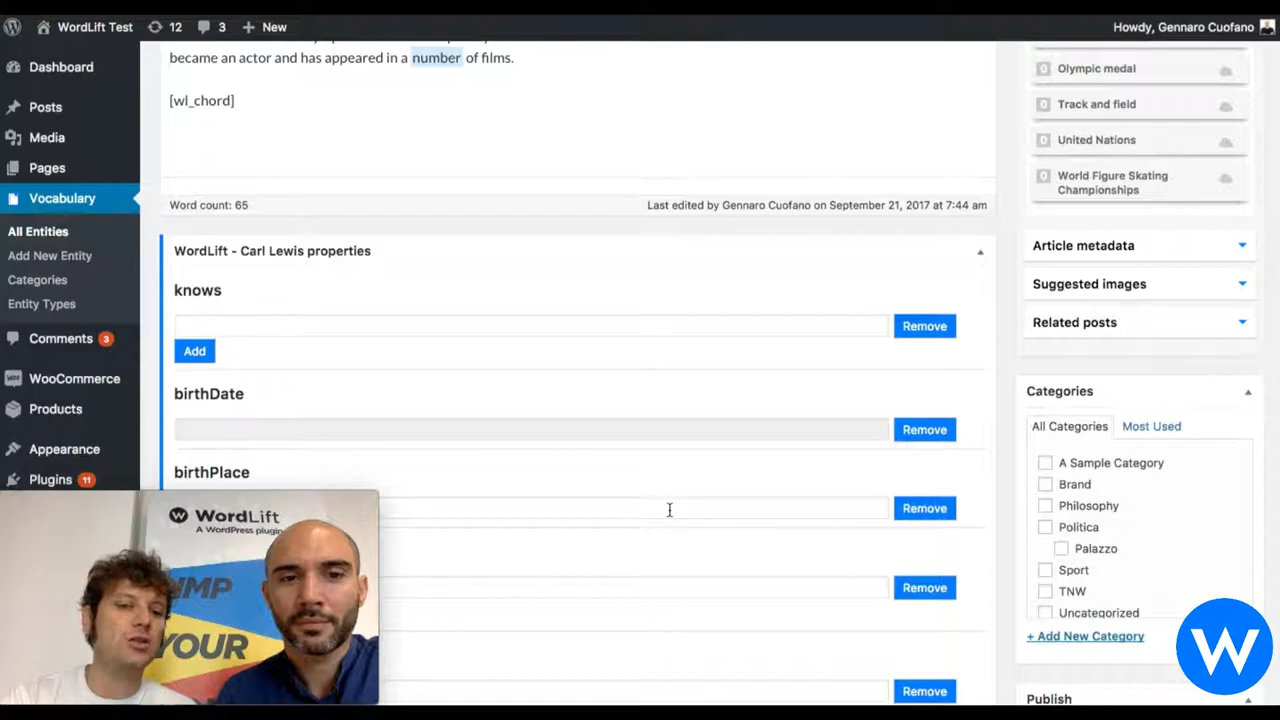 WordLift Test
12
3
New
Howdy, Gennaro Cuofano
Dashboard
Posts
Media
Pages
Vocabulary
All Entities
Add New Entity
Categories
Entity Types
Comments 3
WooCommerce
Products
Appearance
Plugins 11
became an actor and has appeared in a number of films.
[wl_chord]
Word count: 65
Last edited by Gennaro Cuofano on September 21, 2017 at 7:44 am
WordLift - Carl Lewis properties
knows
Remove
Add
birthDate
Remove
birthPlace
Remove
Remove
Remove
0 Olympic medal
0 Track and field
0 United Nations
0 World Figure Skating
Championships
Article metadata
Suggested images
Related posts
Categories
All Categories
Most Used
A Sample Category
Brand
Philosophy
Politica
Palazzo
Sport
TNW
Uncategorized
+ Add New Category
Publish
WordLift
A WordPress plugin
YOUR
W